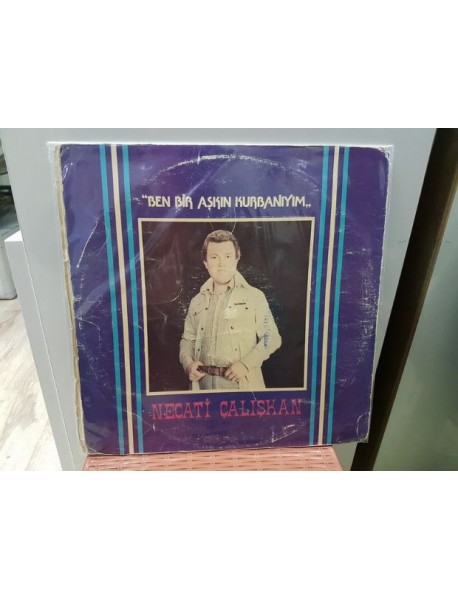 "BEN BİR AŞKIN KURBANIYIM,,
NECATİ ÇALIŞKAN